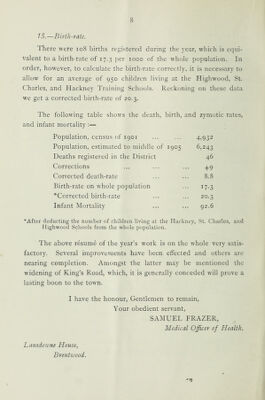 8
15.—Birth-rate.
There were 108 births registered during the year, which is equi-
valent to a birth-rate of 17.3 per 1000 of the whole population. In
order, however, to calculate the birth-rate correctly, it is necessary to
allow for an average of 950 children living at the Highwood, St.
Charles, and Hackney Training Schools. Reckoning on these data
we get a corrected birth-rate of 20.3.
The following table shows the death, birth, and zymotic rates,
and infant mortality :—
Population, census of 1901 ... ... 4,932
Population, estimated to middle of 1905 6,243
Deaths registered in the District 46
Corrections ... ... ... +9
Corrected death-rate ... ... 8.8
Birth-rate on whole population ... 17.3
*Corrected birth-rate ... ... 20.3
Infant Mortality ... ... 92.6
*After deducting the number of children living at the Hackney, St. Charles, and
Highwood Schools from the whole population.
The above résumé of the year's work is on the whole very satis-
factory. Several improvements have been effected and others are
nearing completion. Amongst the latter may be mentioned the
widening of King's Road, which, it is generally conceded will prove a
lasting boon to the town.
I have the honour, Gentlemen to remain,
Your obedient servant,
SAMUEL FRAZER,
Medical Officer of Health.
Lansdowne House,
Brentwood.